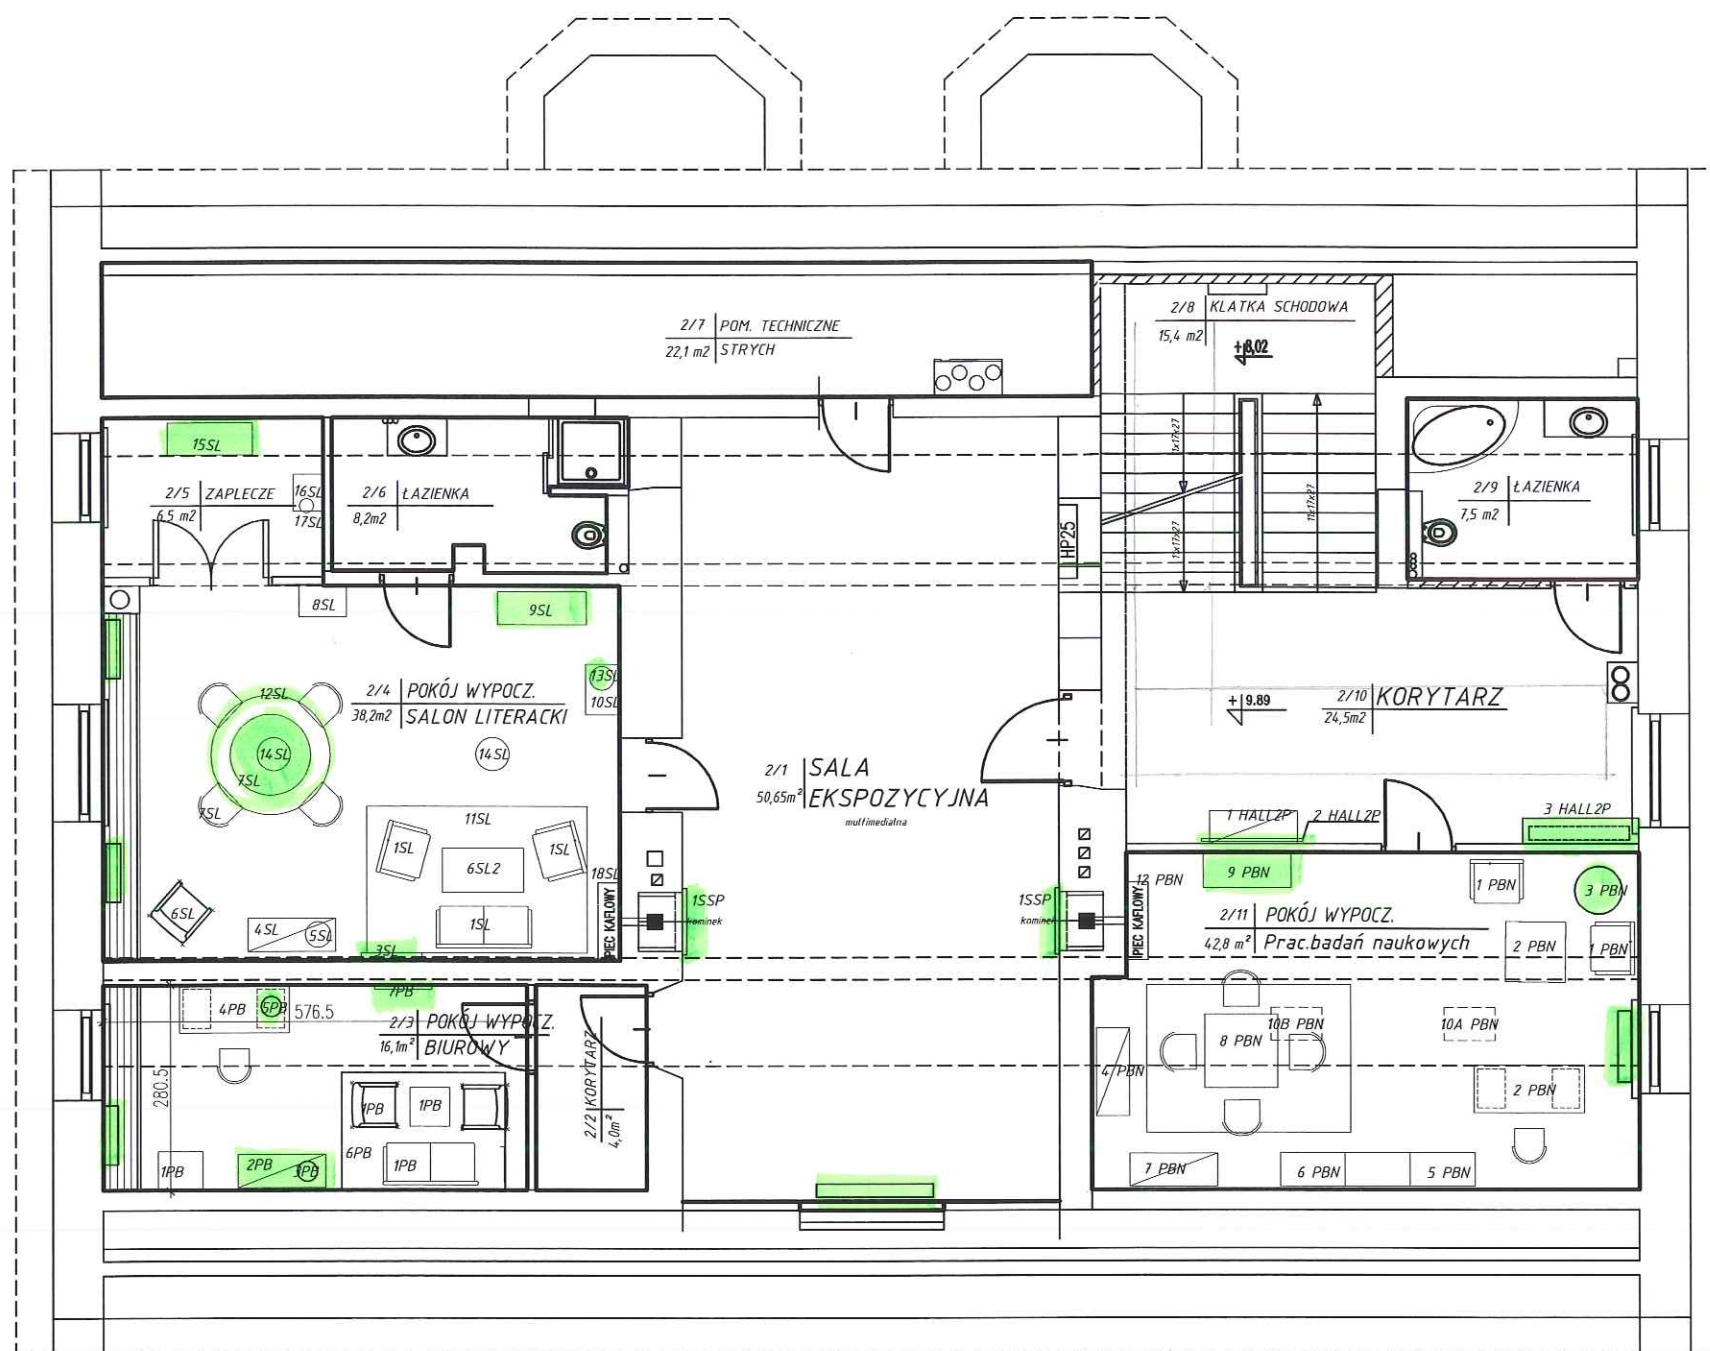 2/7 POM. TECHNICZNE
22,1 m2 STRYCH
2/8 KLATKA SCHODOWA
15,4 m2
+8,02
15SL
2/5 ZAPLECZE
6,5 m2
16SL
17SL
2/6 ŁAZIENKA
8,2m2
11x17x27
11x17x27
11x17x27
HP25
2/9 ŁAZIENKA
7,5 m2
8SL
9SL
13SL
10SL
12SL
2/4 POKÓJ WYPOCZ.
38,2m2 SALON LITERACKI
14SL
14SL
7SL
7SL
+ 9.89
2/10 KORYTARZ
24,5m2
2/1 SALA
50,65m² EKSPOZYCYJNA
multimedialna
1 HALL2P
2 HALL2P
3 HALL2P
11SL
1SL
1SL
6SL2
18SL
1SL
PIEC KAFLOWY
6SL
4SL
5SL
3SL
1SSP
kominek
1SSP
kominek
PIEC KAFLOWY
12 PBN
9 PBN
1 PBN
3 PBN
2/11 POKÓJ WYPOCZ.
42,8 m² Prac.badań naukowych
2 PBN
1 PBN
7PB
4PB
5PB
576.5
2/3 POKÓJ WYPOCZ.
16,1m² BIUROWY
280.5
2/2 KORYTARZ
4,0m²
10B PBN
8 PBN
10A PBN
4 PBN
2 PBN
1PB
1PB
6PB
1PB
1PB
2PB
3PB
7 PBN
6 PBN
5 PBN